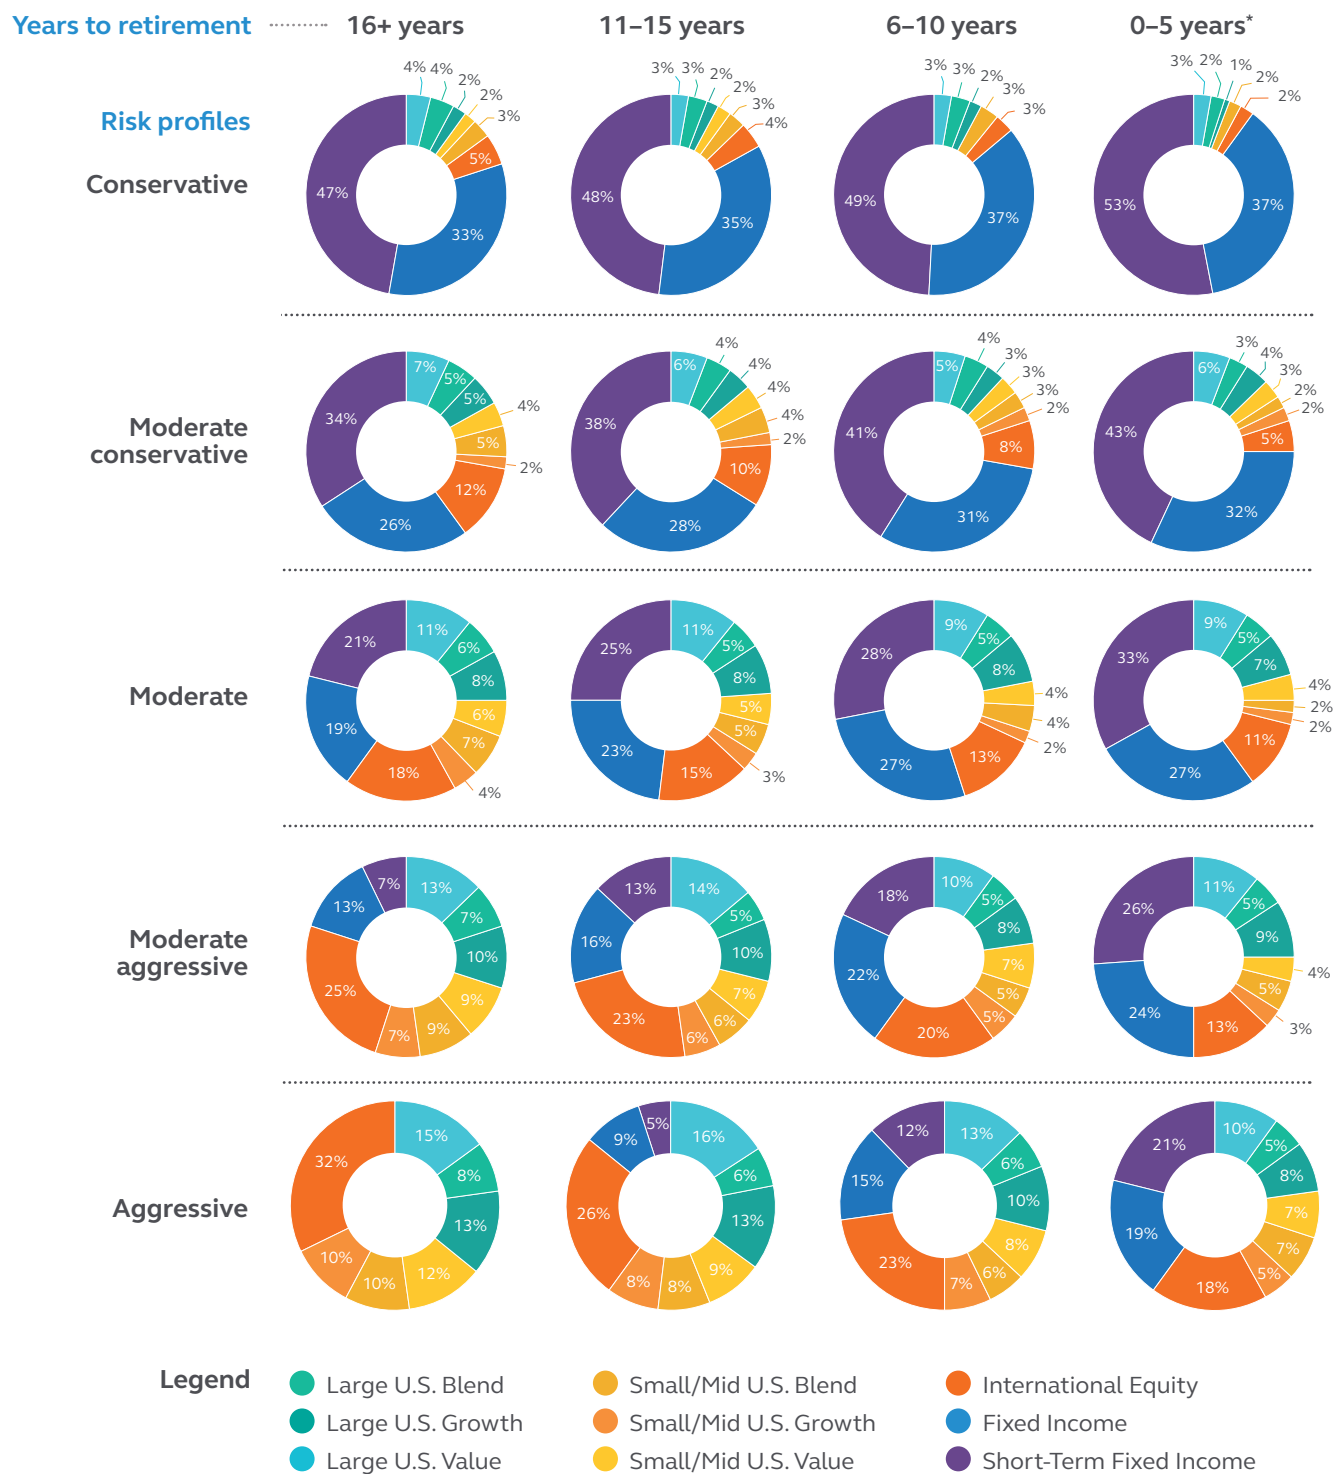 Years to retirement 16+ years 11–15 years 6–10 years 0–5 years*
Risk profiles
Conservative
4% 4% 2% 2% 3% 5% 33% 47%
3% 3% 2% 2% 3% 4% 35% 48%
3% 3% 2% 3% 3% 37% 49%
3% 2% 1% 2% 2% 37% 53%
Moderate
conservative
7% 5% 5% 4% 5% 2% 12% 26% 34%
6% 4% 4% 4% 4% 2% 10% 28% 38%
5% 4% 3% 3% 3% 2% 8% 31% 41%
6% 3% 4% 3% 2% 2% 5% 32% 43%
Moderate
11% 6% 8% 6% 7% 4% 18% 19% 21%
11% 5% 8% 5% 5% 3% 15% 23% 25%
9% 5% 8% 4% 4% 2% 13% 27% 28%
9% 5% 7% 4% 2% 2% 11% 27% 33%
Moderate
aggressive
13% 7% 10% 9% 9% 7% 25% 13% 7%
14% 5% 10% 7% 6% 6% 23% 16% 13%
10% 5% 8% 7% 5% 5% 20% 22% 18%
11% 5% 9% 4% 5% 3% 13% 24% 26%
Aggressive
15% 8% 13% 12% 10% 10% 32%
16% 6% 13% 9% 8% 8% 26% 9% 5%
13% 6% 10% 8% 6% 7% 23% 15% 12%
10% 5% 8% 7% 7% 5% 18% 19% 21%
Legend
Large U.S. Blend Small/Mid U.S. Blend International Equity
Large U.S. Growth Small/Mid U.S. Growth Fixed Income
Large U.S. Value Small/Mid U.S. Value Short-Term Fixed Income